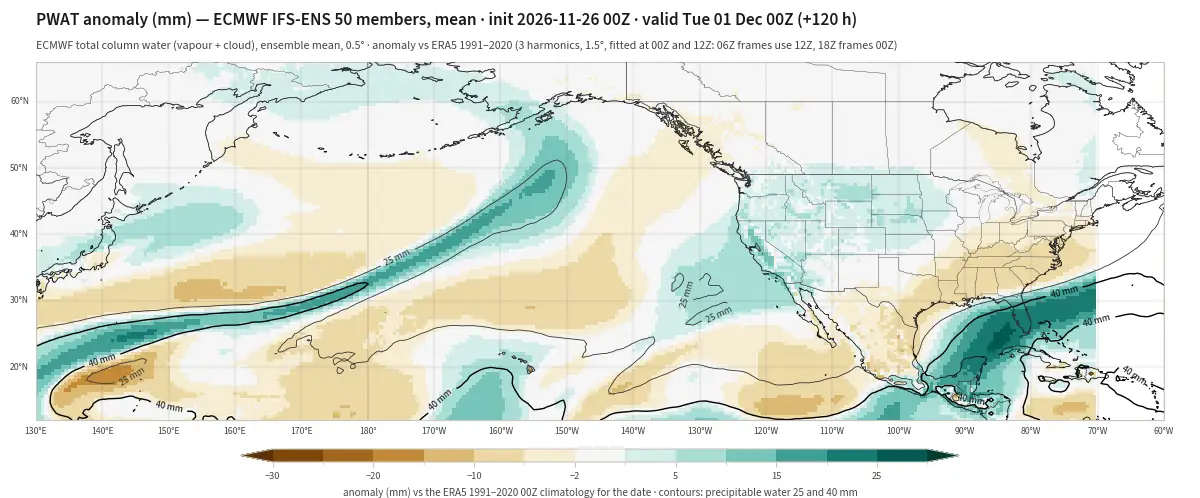 PWAT anomaly (mm) — ECMWF IFS-ENS 50 members, mean · init 2026-11-26 00Z · valid Tue 01 Dec 00Z (+120 h)
ECMWF total column water (vapour + cloud), ensemble mean, 0.5° · anomaly vs ERA5 1991–2020 (3 harmonics, 1.5°, fitted at 00Z and 12Z: 06Z frames use 12Z, 18Z frames 00Z)
60°N
50°N
25 mm
40°N
25 mm
40 mm
30°N
25 mm
40 mm
40 mm
20°N
25 mm
40 mm
40 mm
40 mm
40 mm
130°E 140°E 150°E 160°E 170°E 180° 170°W 160°W 150°W 140°W 130°W 120°W 110°W 100°W 90°W 80°W 70°W 60°W
−30 −20 −10 −2 5 15 25
anomaly (mm) vs the ERA5 1991–2020 00Z climatology for the date · contours: precipitable water 25 and 40 mm